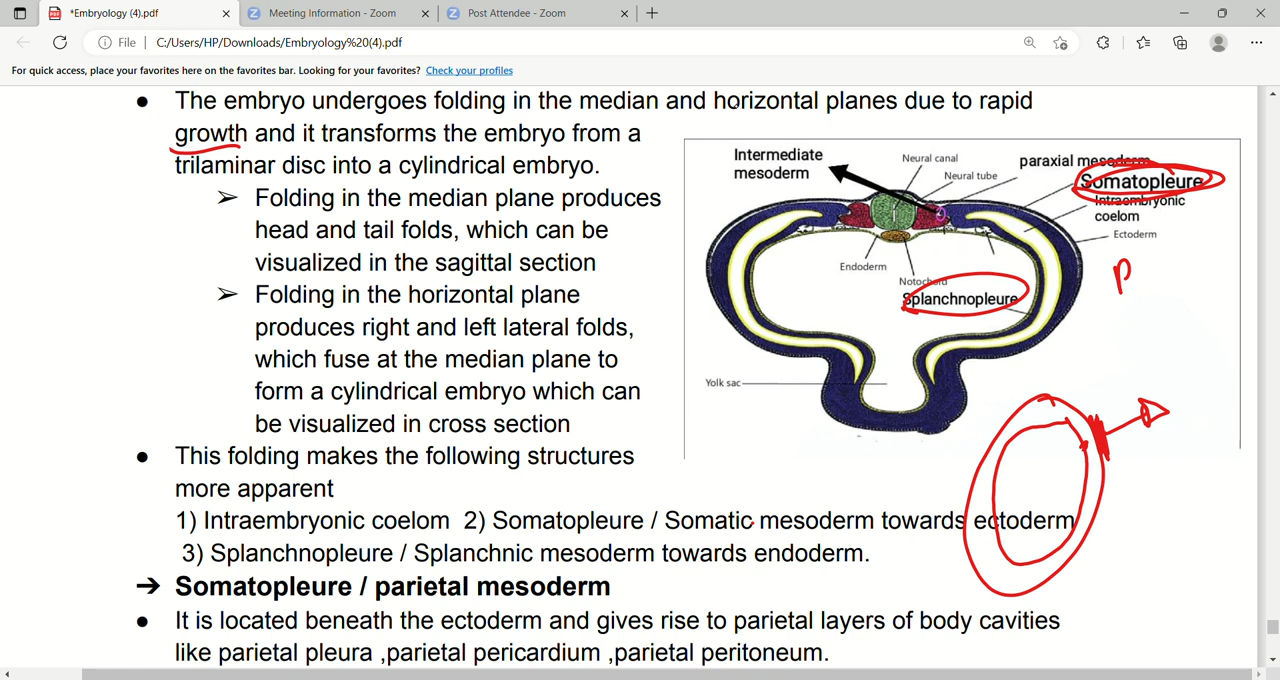 *Embryology (4).pdf
Meeting Information - Zoom
Post Attendee - Zoom
File
C:/Users/HP/Downloads/Embryology%20(4).pdf
For quick access, place your favorites here on the favorites bar. Looking for your favorites? Check your profiles
● The embryo undergoes folding in the median and horizontal planes due to rapid
growth and it transforms the embryo from a
trilaminar disc into a cylindrical embryo.
➢ Folding in the median plane produces
head and tail folds, which can be
visualized in the sagittal section
➢ Folding in the horizontal plane
produces right and left lateral folds,
which fuse at the median plane to
form a cylindrical embryo which can
be visualized in cross section
● This folding makes the following structures
more apparent
1) Intraembryonic coelom 2) Somatopleure / Somatic mesoderm towards ectoderm
3) Splanchnopleure / Splanchnic mesoderm towards endoderm.
➔ Somatopleure / parietal mesoderm
● It is located beneath the ectoderm and gives rise to parietal layers of body cavities
like parietal pleura ,parietal pericardium ,parietal peritoneum.
Intermediate
mesoderm
Neural canal
Neural tube
paraxial mesoderm
Somatopleure
Intraembryonic
coelom
Ectoderm
Endoderm
Notochord
Splanchnopleure
Yolk sac
P